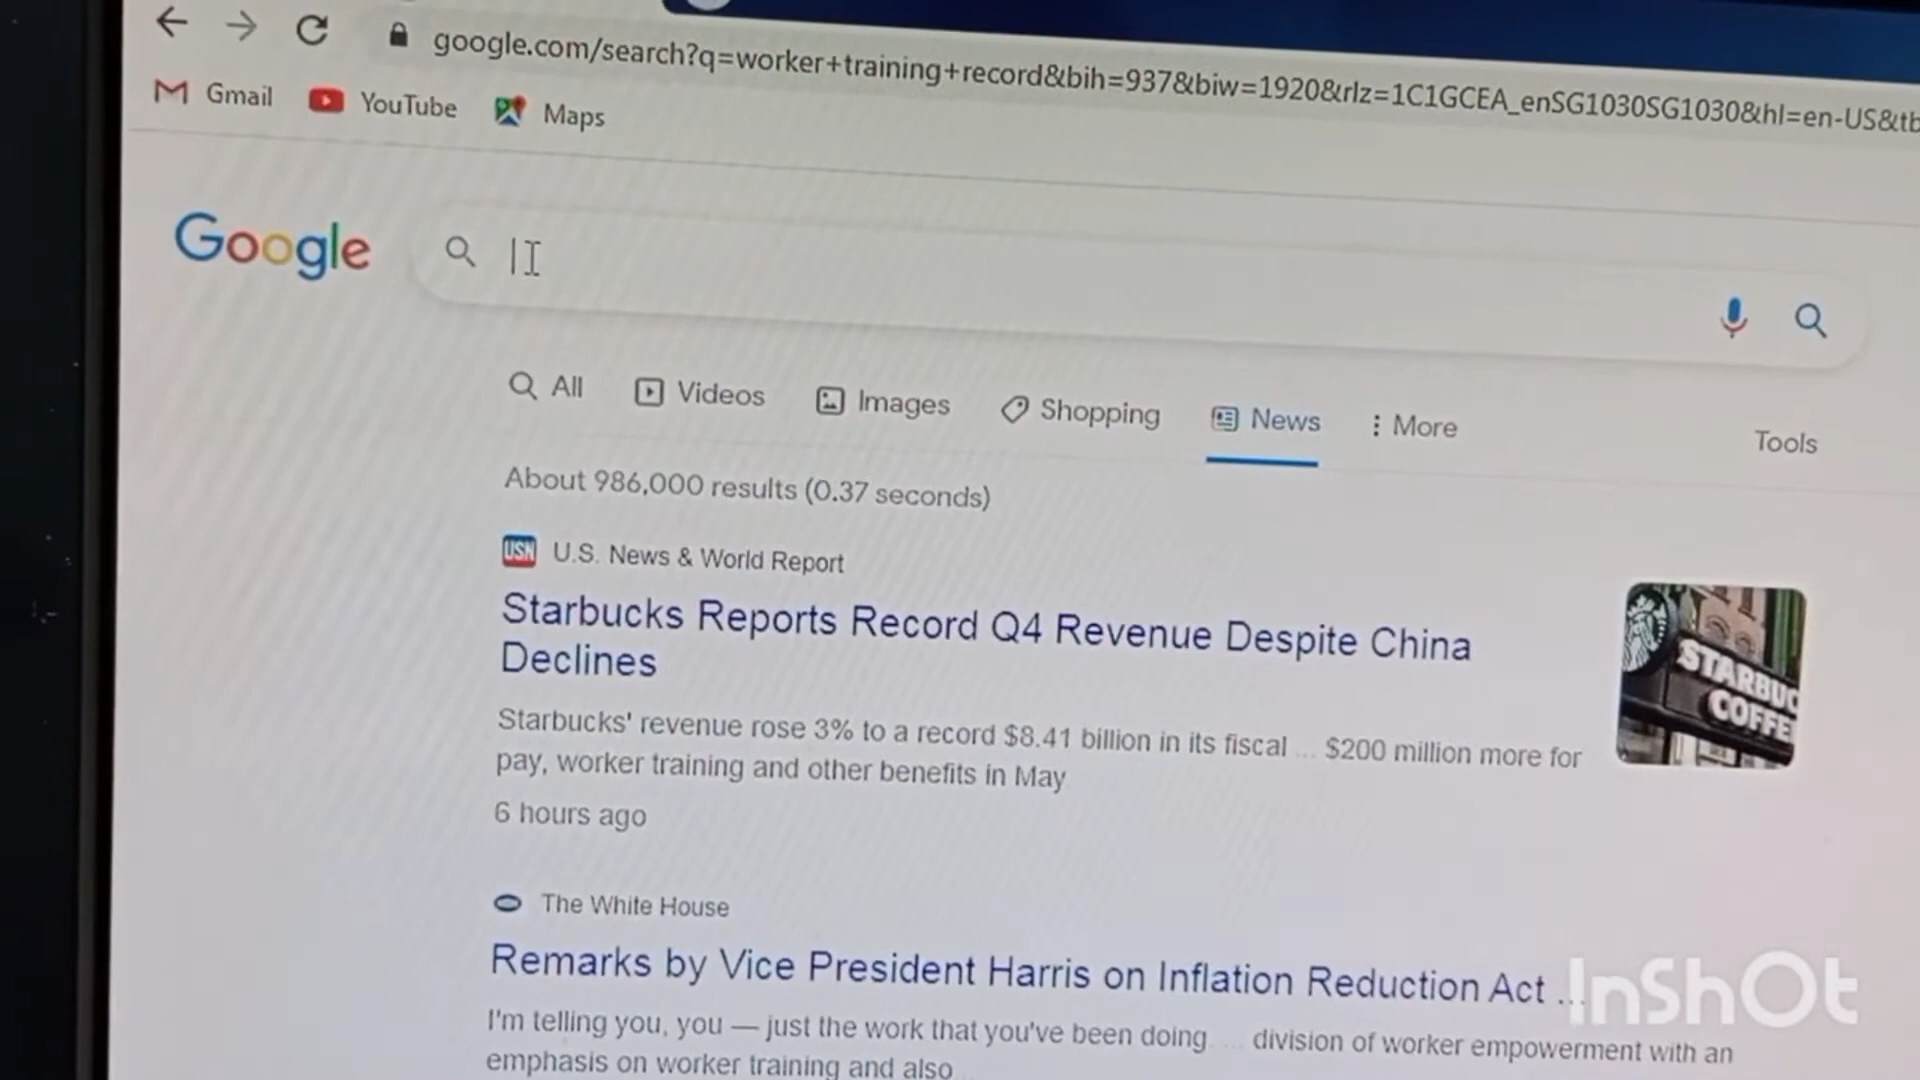 google.com/search?q=worker+training+record&bih=937&biw=1920&rlz=1C1GCEA_enSG1030SG1030&hl=en-US&tb
Gmail YouTube Maps
Google
All Videos Images Shopping News More Tools
About 986,000 results (0.37 seconds)
USN U.S. News & World Report
Starbucks Reports Record Q4 Revenue Despite China
Declines
Starbucks' revenue rose 3% to a record $8.41 billion in its fiscal ... $200 million more for
pay, worker training and other benefits in May
6 hours ago
STARBUC
COFFE
The White House
Remarks by Vice President Harris on Inflation Reduction Act ...
I'm telling you, you — just the work that you've been doing ... division of worker empowerment with an
emphasis on worker training and also
InShOt